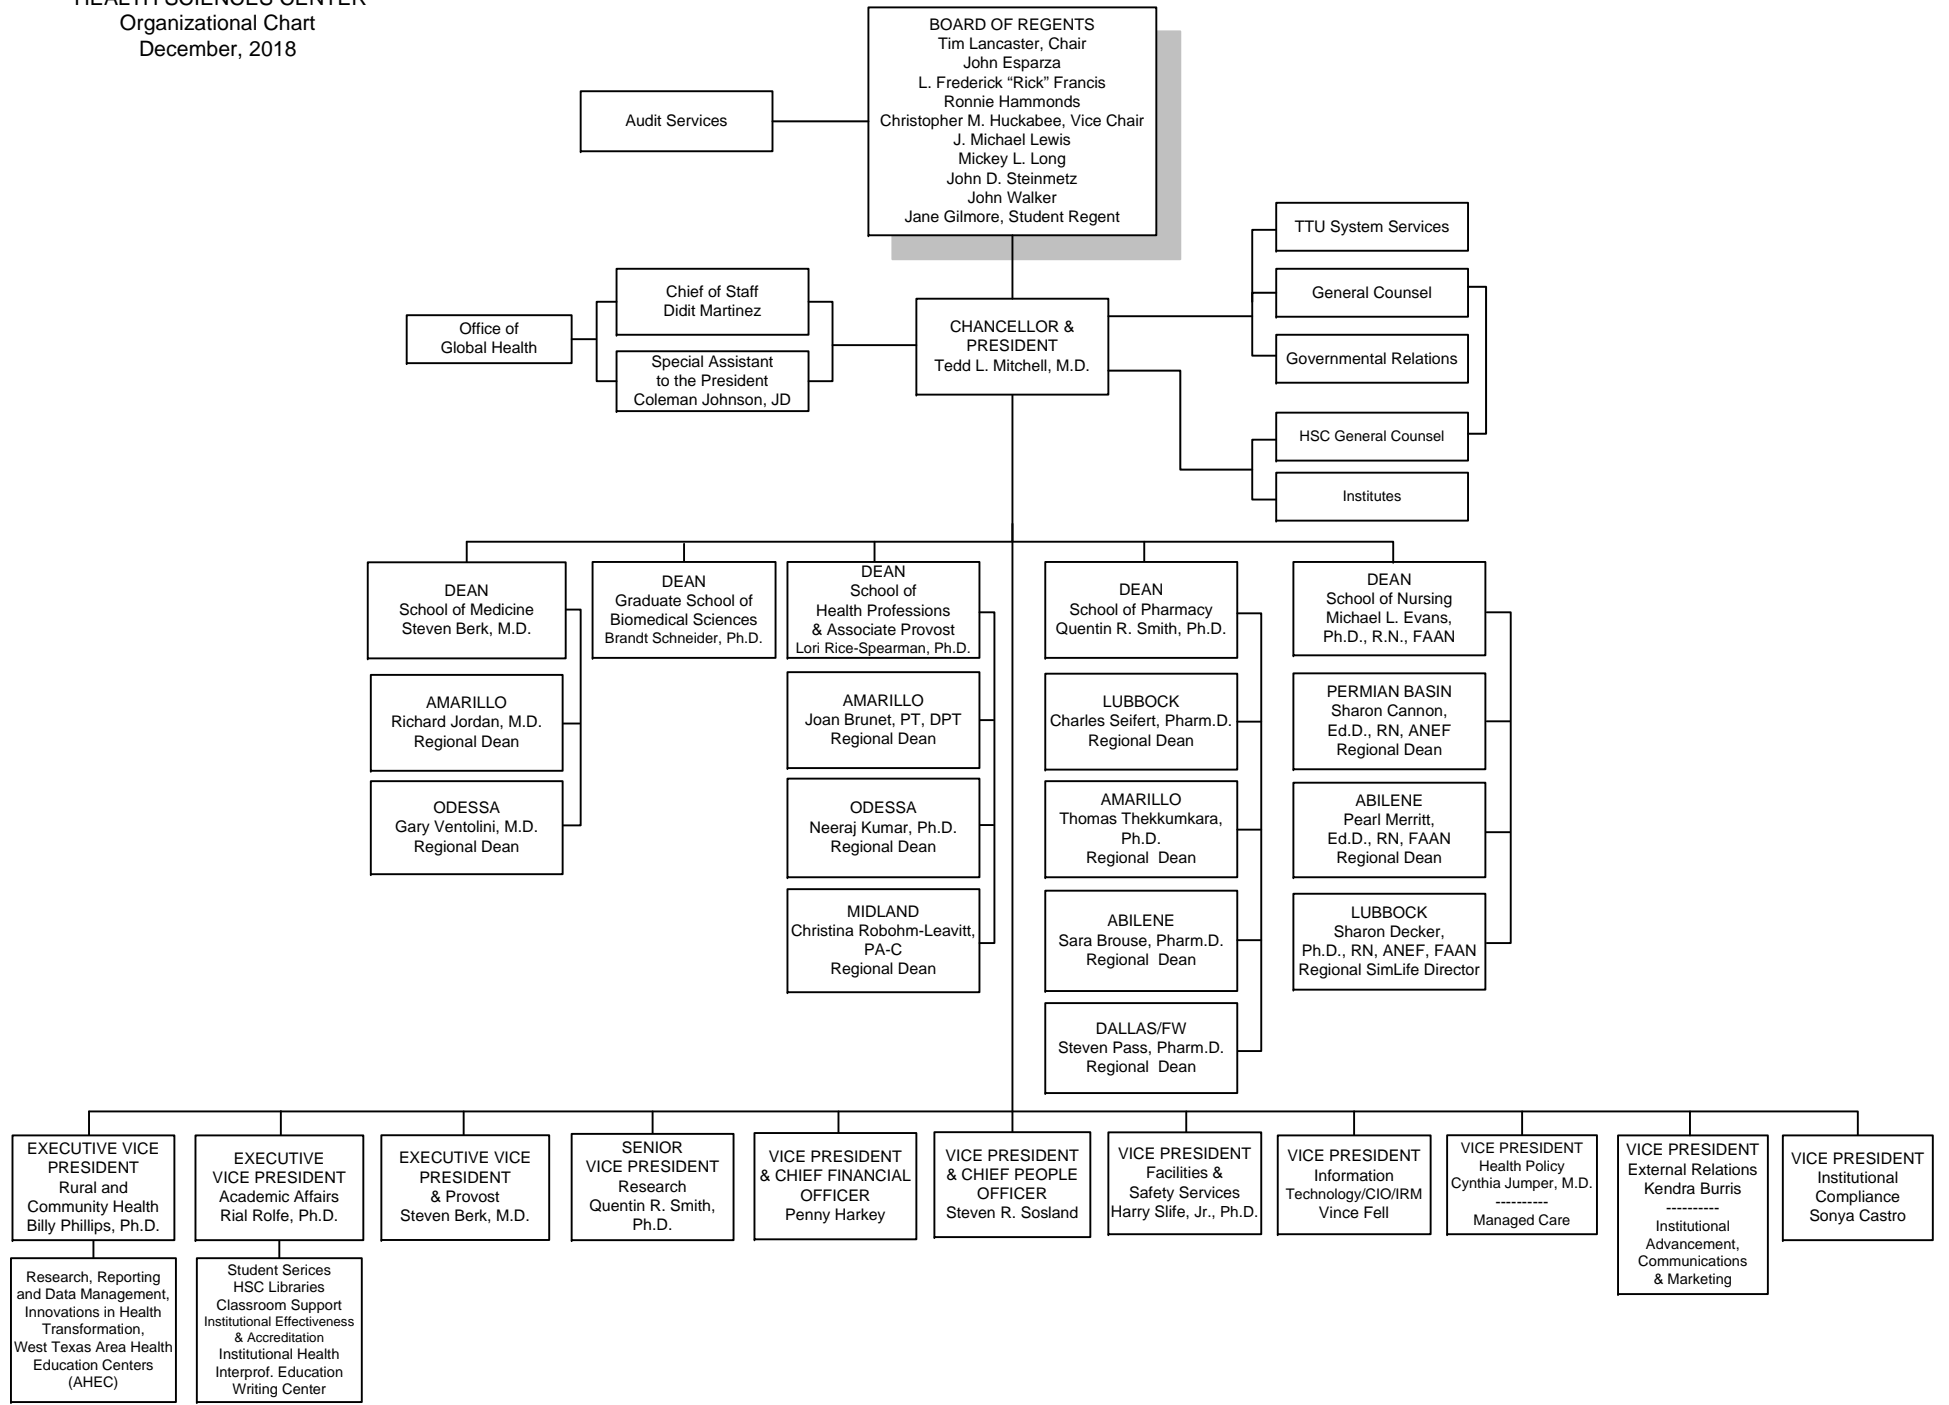 HEALTH SCIENCES CENTER
Organizational Chart
December, 2018
BOARD OF REGENTS
Tim Lancaster, Chair
John Esparza
L. Frederick “Rick” Francis
Ronnie Hammonds
Christopher M. Huckabee, Vice Chair
J. Michael Lewis
Mickey L. Long
John D. Steinmetz
John Walker
Jane Gilmore, Student Regent
Audit Services
TTU System Services
General Counsel
Governmental Relations
HSC General Counsel
Institutes
Chief of Staff
Didit Martinez
Office of
Global Health
Special Assistant
to the President
Coleman Johnson, JD
CHANCELLOR &
PRESIDENT
Tedd L. Mitchell, M.D.
DEAN
School of Medicine
Steven Berk, M.D.
AMARILLO
Richard Jordan, M.D.
Regional Dean
ODESSA
Gary Ventolini, M.D.
Regional Dean
DEAN
Graduate School of
Biomedical Sciences
Brandt Schneider, Ph.D.
DEAN
School of
Health Professions
& Associate Provost
Lori Rice-Spearman, Ph.D.
AMARILLO
Joan Brunet, PT, DPT
Regional Dean
ODESSA
Neeraj Kumar, Ph.D.
Regional Dean
MIDLAND
Christina Robohm-Leavitt,
PA-C
Regional Dean
DEAN
School of Pharmacy
Quentin R. Smith, Ph.D.
LUBBOCK
Charles Seifert, Pharm.D.
Regional Dean
AMARILLO
Thomas Thekkumkara,
Ph.D.
Regional Dean
ABILENE
Sara Brouse, Pharm.D.
Regional Dean
DALLAS/FW
Steven Pass, Pharm.D.
Regional Dean
DEAN
School of Nursing
Michael L. Evans,
Ph.D., R.N., FAAN
PERMIAN BASIN
Sharon Cannon,
Ed.D., RN, ANEF
Regional Dean
ABILENE
Pearl Merritt,
Ed.D., RN, FAAN
Regional Dean
LUBBOCK
Sharon Decker,
Ph.D., RN, ANEF, FAAN
Regional SimLife Director
EXECUTIVE VICE
PRESIDENT
Rural and
Community Health
Billy Phillips, Ph.D.
Research, Reporting
and Data Management,
Innovations in Health
Transformation,
West Texas Area Health
Education Centers
(AHEC)
EXECUTIVE
VICE PRESIDENT
Academic Affairs
Rial Rolfe, Ph.D.
Student Serices
HSC Libraries
Classroom Support
Institutional Effectiveness
& Accreditation
Institutional Health
Interprof. Education
Writing Center
EXECUTIVE VICE
PRESIDENT
& Provost
Steven Berk, M.D.
SENIOR
VICE PRESIDENT
Research
Quentin R. Smith,
Ph.D.
VICE PRESIDENT
& CHIEF FINANCIAL
OFFICER
Penny Harkey
VICE PRESIDENT
& CHIEF PEOPLE
OFFICER
Steven R. Sosland
VICE PRESIDENT
Facilities &
Safety Services
Harry Slife, Jr., Ph.D.
VICE PRESIDENT
Information
Technology/CIO/IRM
Vince Fell
VICE PRESIDENT
Health Policy
Cynthia Jumper, M.D.
----------
Managed Care
VICE PRESIDENT
External Relations
Kendra Burris
----------
Institutional
Advancement,
Communications
& Marketing
VICE PRESIDENT
Institutional
Compliance
Sonya Castro